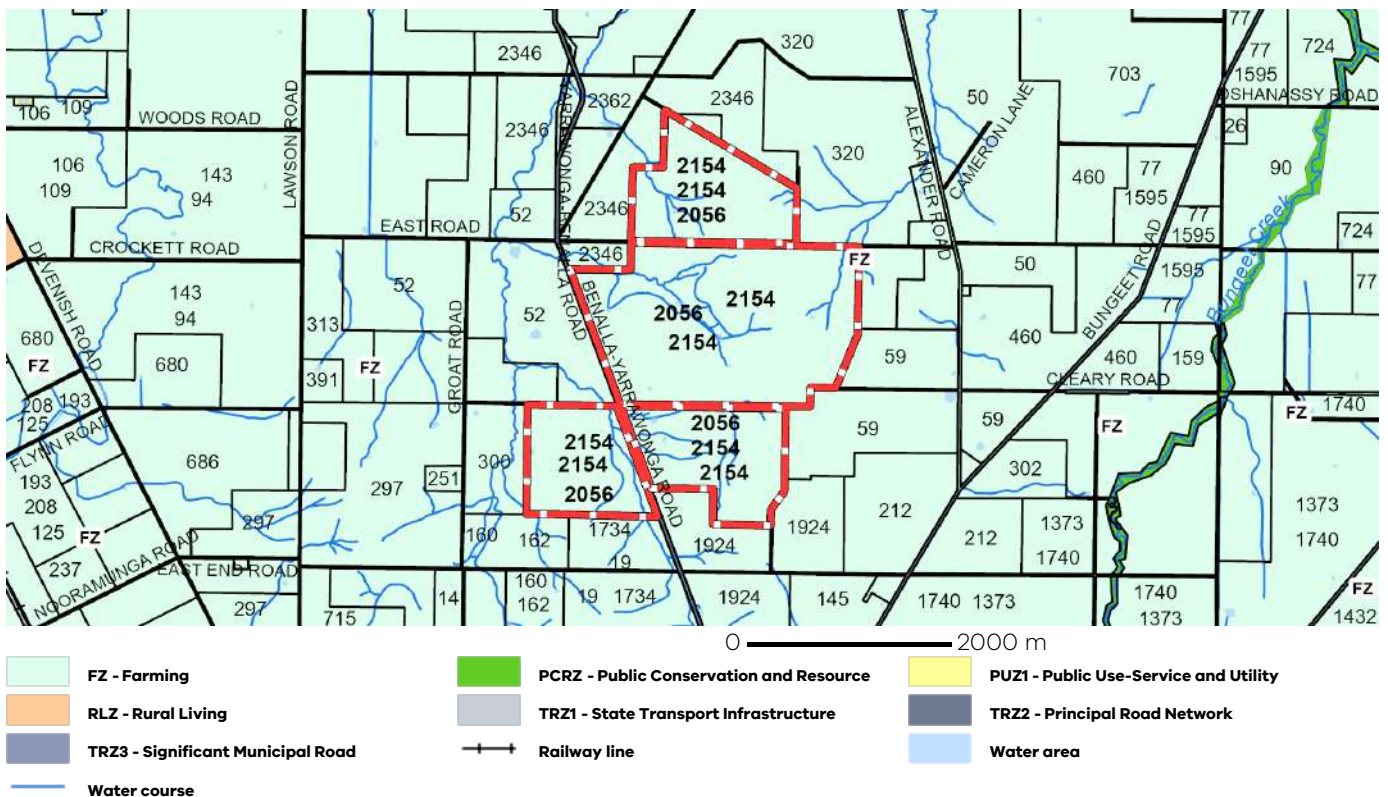 320
77
724
2346
77
1595
703
OSHANASSY ROAD
2362
2346
50
106
109
WOODS ROAD
LAWSON ROAD
YARRAWONGA-BENALLA ROAD
2346
ALEXANDER ROAD
CAMERON LANE
26
106
109
143
94
2154
2154
2056
320
460
77
1595
90
Bungeet Creek
52
2346
77
1595
724
EAST ROAD
CROCKETT ROAD
DEVENISH ROAD
2346
FZ
50
BUNGEET ROAD
1595
77
143
94
52
BENALLA-YARRAWONGA ROAD
2154
77
313
GROAT ROAD
52
2056
2154
460
680
FZ
680
391
FZ
59
460
159
CLEARY ROAD
208
193
125
FLYNN ROAD
2056
2154
2154
59
59
FZ
FZ
1740
686
300
2154
2154
2056
193
208
125
FZ
297
251
302
1373
1740
297
212
237
NOORAMUNGA ROAD
160
162
1734
19
1924
1924
212
1373
1740
EAST END ROAD
297
715
14
160
162
19
1734
1924
145
1740
1373
1740
1373
FZ
1432
0
2000 m
FZ - Farming
PCRZ - Public Conservation and Resource
PUZ1 - Public Use-Service and Utility
RLZ - Rural Living
TRZ1 - State Transport Infrastructure
TRZ2 - Principal Road Network
TRZ3 - Significant Municipal Road
Railway line
Water area
Water course